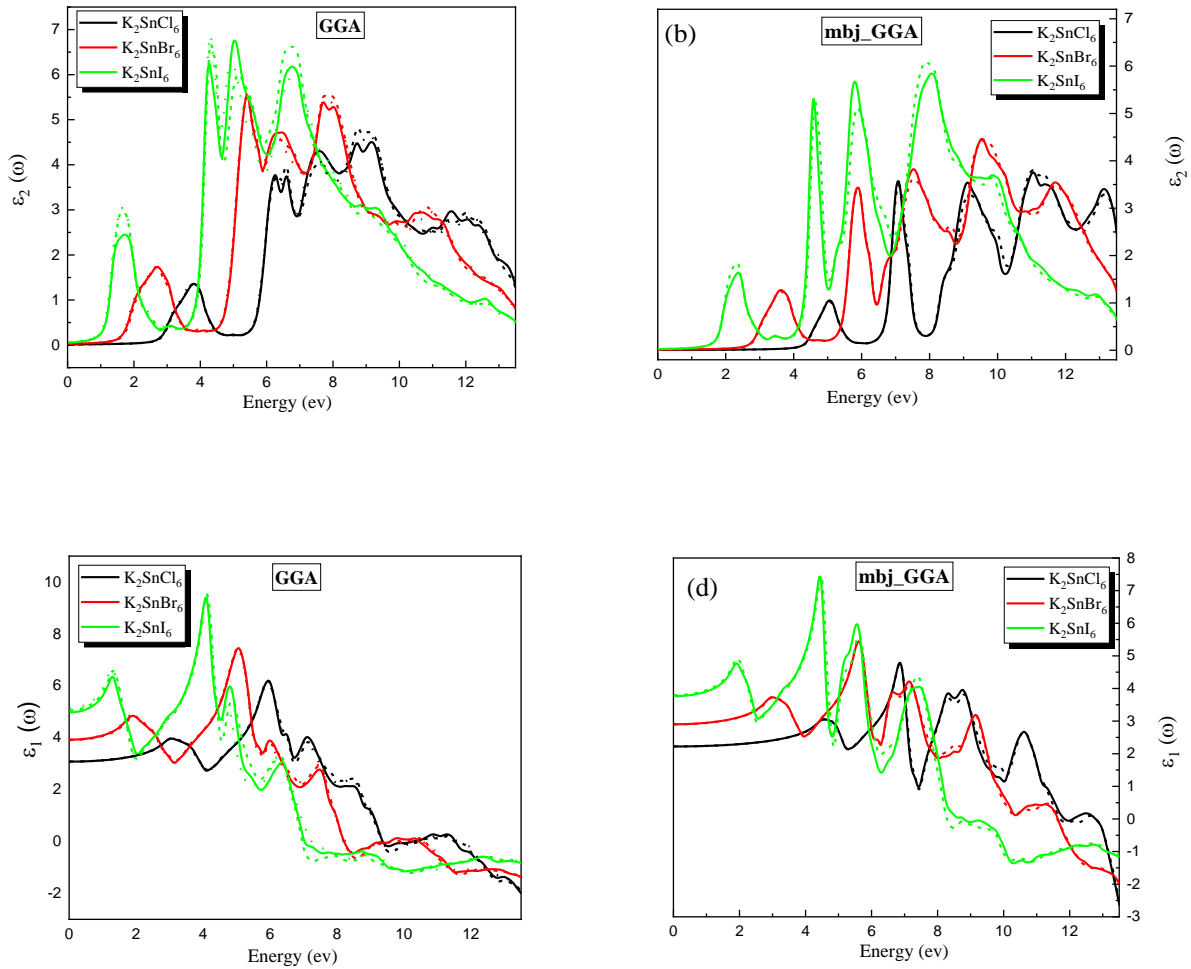 GGA
K₂SnCl₆
K₂SnBr₆
K₂SnI₆
ε₂ (ω)
7
6
5
4
3
2
1
0
0 2 4 6 8 10 12
Energy (ev)
(b)
mbj_GGA
K₂SnCl₆
K₂SnBr₆
K₂SnI₆
7
6
5
4
3
2
1
0
ε₂ (ω)
0 2 4 6 8 10 12
Energy (ev)
GGA
K₂SnCl₆
K₂SnBr₆
K₂SnI₆
ε₁ (ω)
10
8
6
4
2
0
-2
0 2 4 6 8 10 12
Energy (ev)
(d)
mbj_GGA
K₂SnCl₆
K₂SnBr₆
K₂SnI₆
8
7
6
5
4
3
2
1
0
-1
-2
-3
ε₁ (ω)
0 2 4 6 8 10 12
Energy (ev)